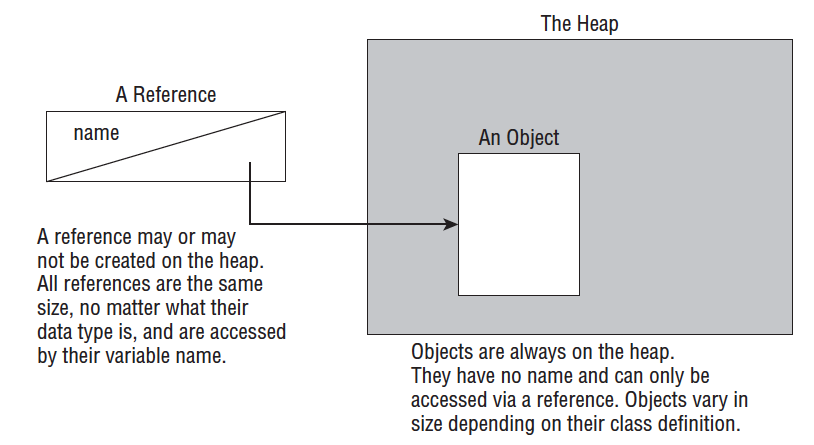 The Heap
A Reference
name
An Object
A reference may or may
not be created on the heap.
All references are the same
size, no matter what their
data type is, and are accessed
by their variable name.
Objects are always on the heap.
They have no name and can only be
accessed via a reference. Objects vary in
size depending on their class definition.